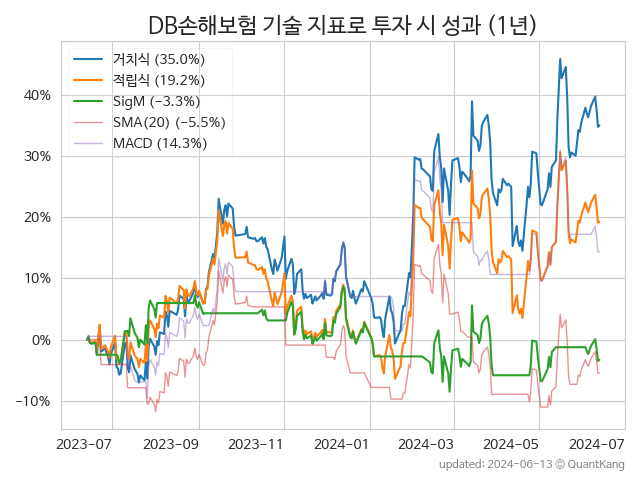 DB손해보험 기술 지표로 투자 시 성과 (1년)
거치식 (35.0%)
적립식 (19.2%)
SigM (−3.3%)
SMA(20) (−5.5%)
MACD (14.3%)
40%
30%
20%
10%
0%
−10%
2023−07 2023−09 2023−11 2024−01 2024−03 2024−05 2024−07
updated: 2024-06-13 © QuantKang